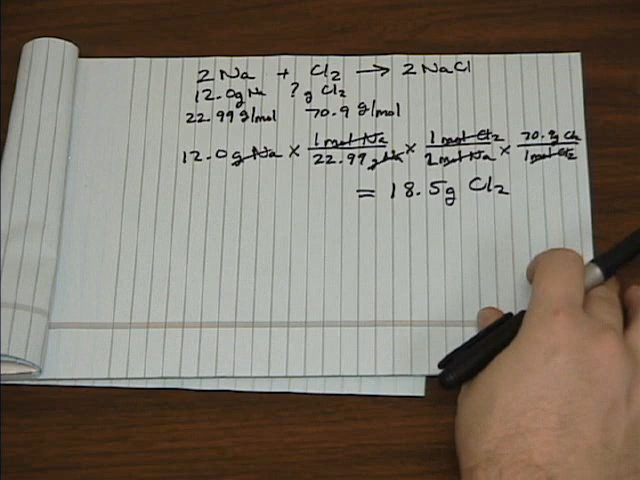 2 Na + Cl₂ → 2 NaCl
12.0g Na ? g Cl₂
22.99 g/mol 70.9 g/mol
12.0 g Na × 1 mol Na / 22.99 g Na × 1 mol Cl₂ / 2 mol Na × 70.9 g Cl₂ / 1 mol Cl₂
= 18.5g Cl₂